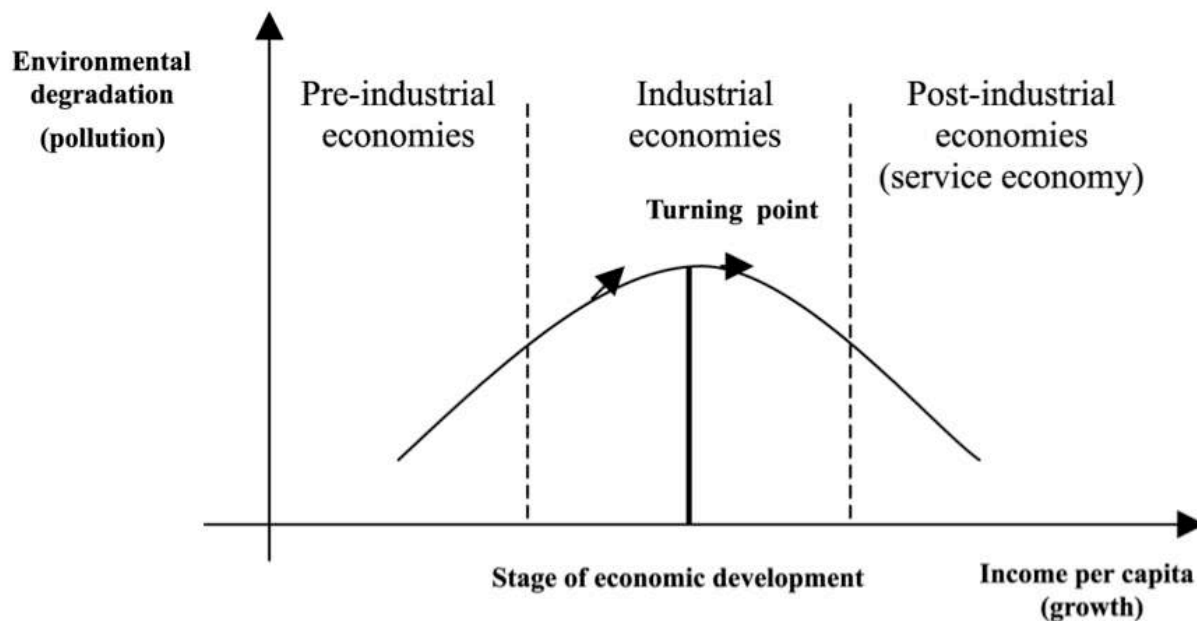 Environmental
degradation
(pollution)
Pre-industrial
economies
Industrial
economies
Post-industrial
economies
(service economy)
Turning point
Stage of economic development
Income per capita
(growth)